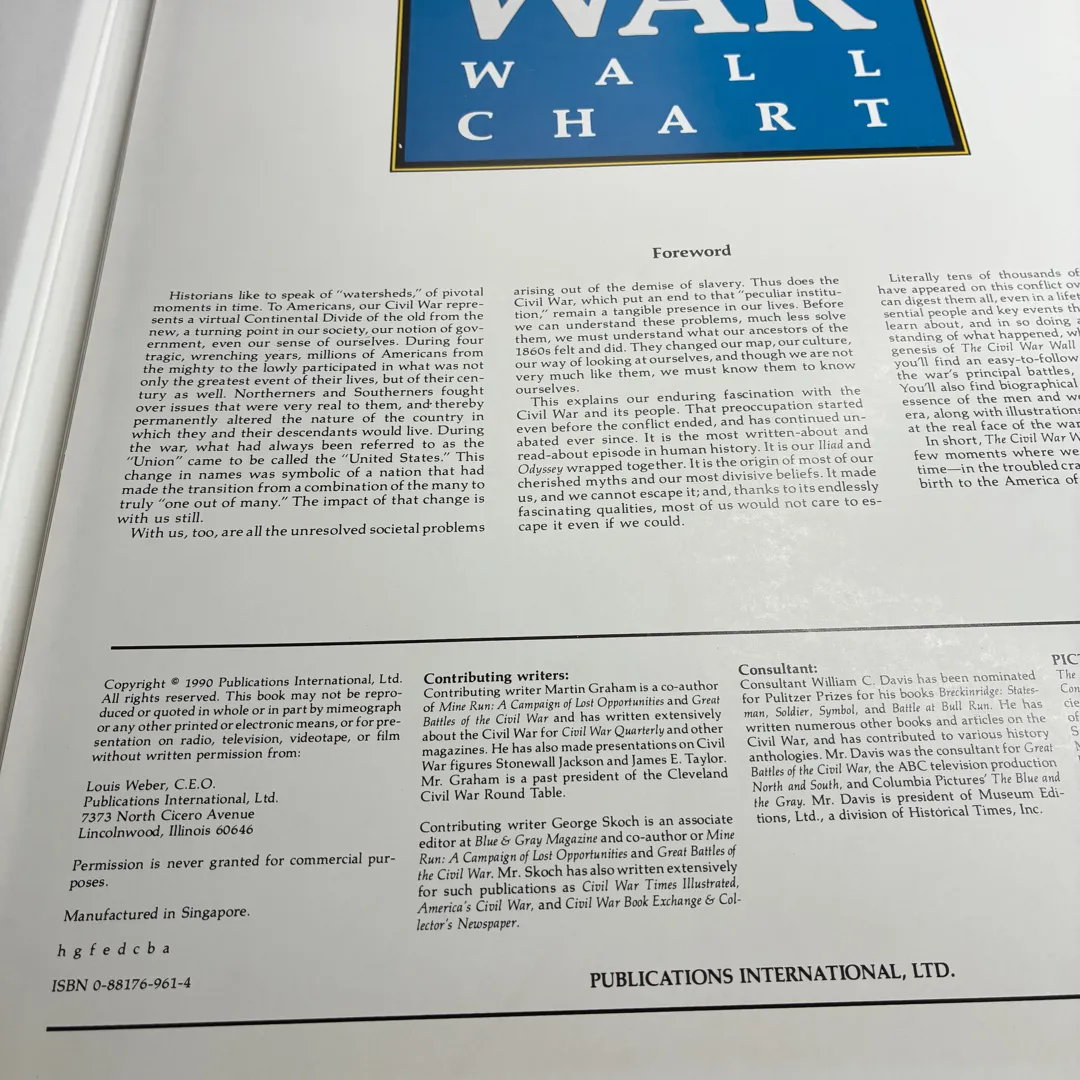 WAR
W A L L
C H A R T
Foreword
Historians like to speak of "watersheds," of pivotal
moments in time. To Americans, our Civil War repre-
sents a virtual Continental Divide of the old from the
new, a turning point in our society, our notion of gov-
ernment, even our sense of ourselves. During four
tragic, wrenching years, millions of Americans from
the mighty to the lowly participated in what was not
only the greatest event of their lives, but of their cen-
tury as well. Northerners and Southerners fought
over issues that were very real to them, and thereby
permanently altered the nature of the country in
which they and their descendants would live. During
the war, what had always been referred to as the
"Union" came to be called the "United States." This
change in names was symbolic of a nation that had
made the transition from a combination of the many to
truly "one out of many." The impact of that change is
with us still.
With us, too, are all the unresolved societal problems
arising out of the demise of slavery. Thus does the
Civil War, which put an end to that "peculiar institu-
tion," remain a tangible presence in our lives. Before
we can understand these problems, much less solve
them, we must understand what our ancestors of the
1860s felt and did. They changed our map, our culture,
our way of looking at ourselves, and though we are not
very much like them, we must know them to know
ourselves.
This explains our enduring fascination with the
Civil War and its people. That preoccupation started
even before the conflict ended, and has continued un-
abated ever since. It is the most written-about and
read-about episode in human history. It is our Iliad and
Odyssey wrapped together. It is the origin of most of our
cherished myths and our most divisive beliefs. It made
us, and we cannot escape it; and, thanks to its endlessly
fascinating qualities, most of us would not care to es-
cape it even if we could.
Literally tens of thousands of
have appeared on this conflict ov
can digest them all, even in a lifet
sential people and key events th
learn about, and in so doing a
standing of what happened, wh
genesis of The Civil War Wall
you'll find an easy-to-follow
the war's principal battles,
You'll also find biographical
essence of the men and wo
era, along with illustrations
at the real face of the war
In short, The Civil War W
few moments where we
time—in the troubled cra
birth to the America of
Copyright © 1990 Publications International, Ltd.
All rights reserved. This book may not be repro-
duced or quoted in whole or in part by mimeograph
or any other printed or electronic means, or for pre-
sentation on radio, television, videotape, or film
without written permission from:
Louis Weber, C.E.O.
Publications International, Ltd.
7373 North Cicero Avenue
Lincolnwood, Illinois 60646
Permission is never granted for commercial pur-
poses.
Manufactured in Singapore.
h g f e d c b a
ISBN 0-88176-961-4
Contributing writers:
Contributing writer Martin Graham is a co-author
of Mine Run: A Campaign of Lost Opportunities and Great
Battles of the Civil War and has written extensively
about the Civil War for Civil War Quarterly and other
magazines. He has also made presentations on Civil
War figures Stonewall Jackson and James E. Taylor.
Mr. Graham is a past president of the Cleveland
Civil War Round Table.
Contributing writer George Skoch is an associate
editor at Blue & Gray Magazine and co-author or Mine
Run: A Campaign of Lost Opportunities and Great Battles of
the Civil War. Mr. Skoch has also written extensively
for such publications as Civil War Times Illustrated,
America's Civil War, and Civil War Book Exchange & Col-
lector's Newspaper.
Consultant:
Consultant William C. Davis has been nominated
for Pulitzer Prizes for his books Breckinridge: States-
man, Soldier, Symbol, and Battle at Bull Run. He has
written numerous other books and articles on the
Civil War, and has contributed to various history
anthologies. Mr. Davis was the consultant for Great
Battles of the Civil War, the ABC television production
North and South, and Columbia Pictures' The Blue and
the Gray. Mr. Davis is president of Museum Edi-
tions, Ltd., a division of Historical Times, Inc.
PICT
The
Con
cie
of
S
PUBLICATIONS INTERNATIONAL, LTD.